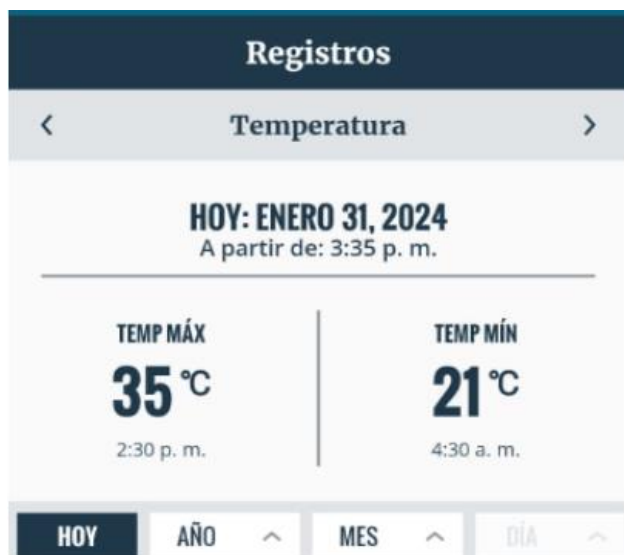 Registros
Temperatura
HOY: ENERO 31, 2024
A partir de: 3:35 p. m.
TEMP MÁX TEMP MÍN
35 °C 21 °C
2:30 p. m. 4:30 a. m.
HOY AÑO MES DÍA